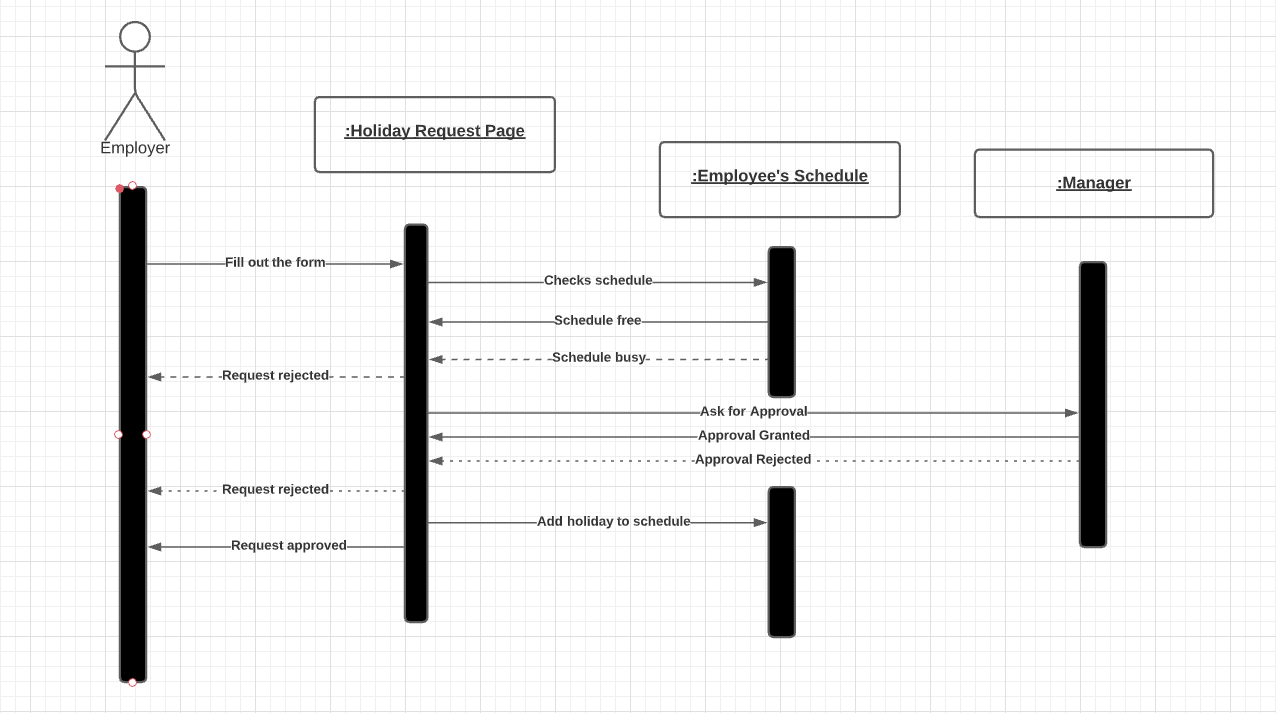 Employer
:Holiday Request Page
:Employee's Schedule
:Manager
Fill out the form
Checks schedule
Schedule free
Schedule busy
Request rejected
Ask for Approval
Approval Granted
Approval Rejected
Request rejected
Add holiday to schedule
Request approved